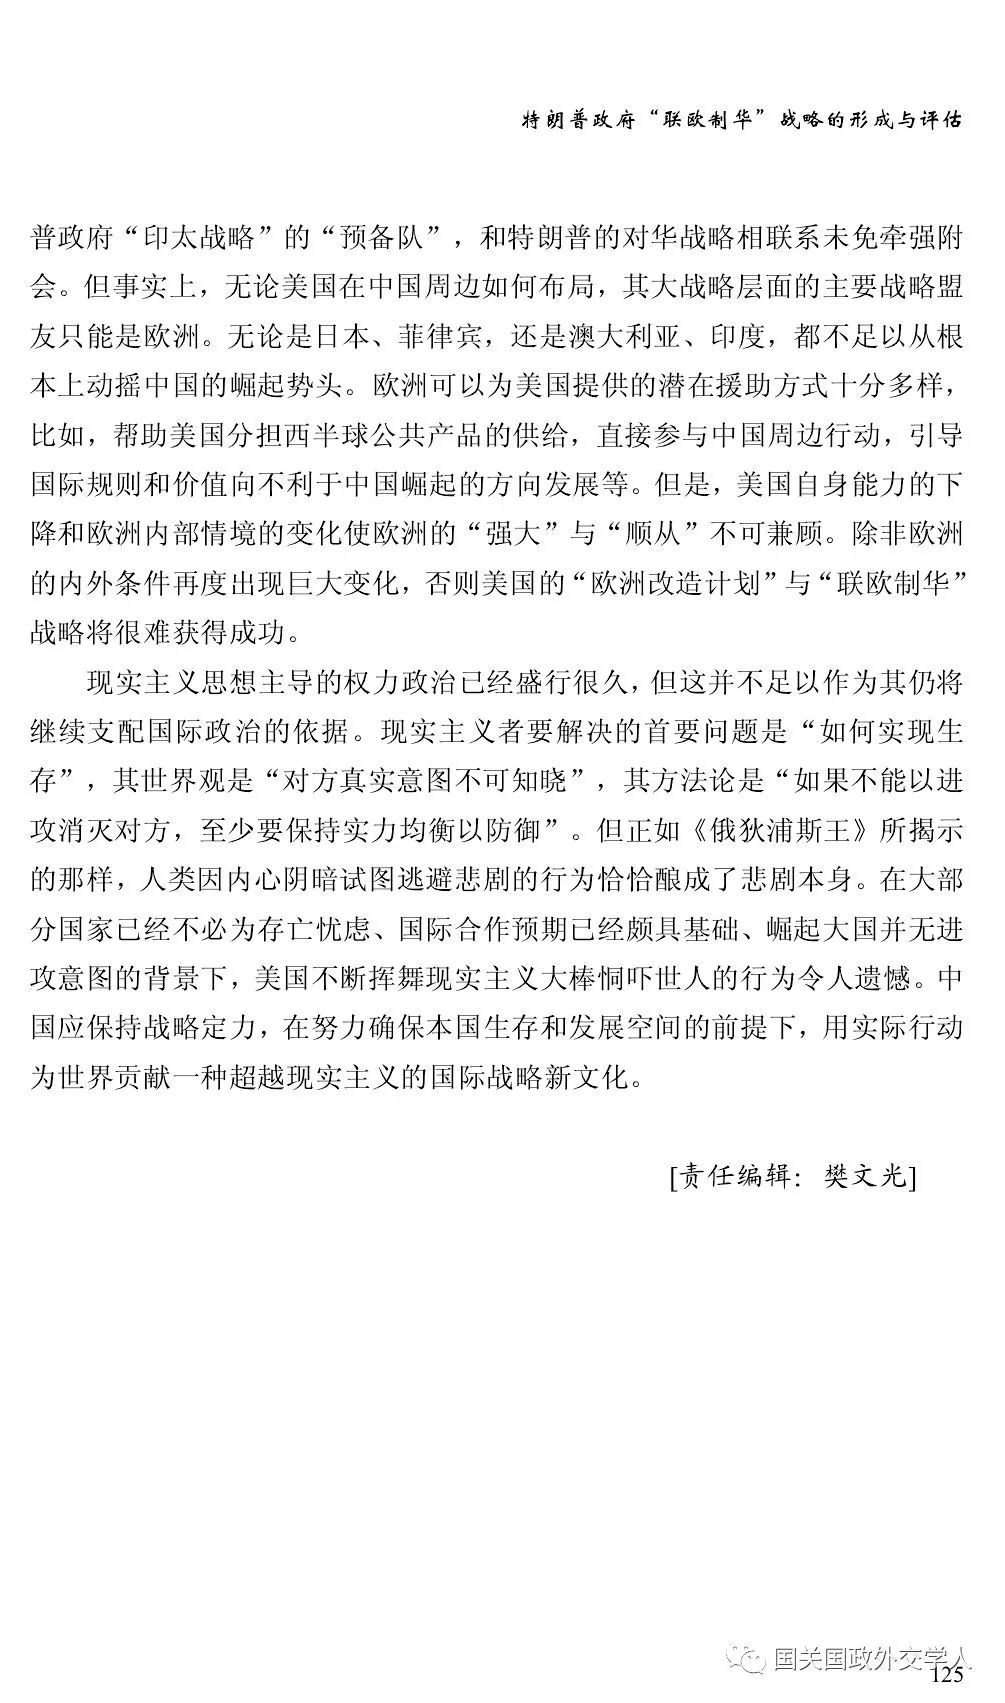 特朗普政府“联欧制华”战略的形成与评估
普政府“印太战略”的“预备队”，和特朗普的对华战略相联系未免牵强附
会。但事实上，无论美国在中国周边如何布局，其大战略层面的主要战略盟
友只能是欧洲。无论是日本、菲律宾，还是澳大利亚、印度，都不足以从根
本上动摇中国的崛起势头。欧洲可以为美国提供的潜在援助方式十分多样，
比如，帮助美国分担西半球公共产品的供给，直接参与中国周边行动，引导
国际规则和价值向不利于中国崛起的方向发展等。但是，美国自身能力的下
降和欧洲内部情境的变化使欧洲的“强大”与“顺从”不可兼顾。除非欧洲
的内外条件再度出现巨大变化，否则美国的“欧洲改造计划”与“联欧制华”
战略将很难获得成功。
现实主义思想主导的权力政治已经盛行很久，但这并不足以作为其仍将
继续支配国际政治的依据。现实主义者要解决的首要问题是“如何实现生
存”，其世界观是“对方真实意图不可知晓”，其方法论是“如果不能以进
攻消灭对方，至少要保持实力均衡以防御”。但正如《俄狄浦斯王》所揭示
的那样，人类因内心阴暗试图逃避悲剧的行为恰恰酿成了悲剧本身。在大部
分国家已经不必为存亡忧虑、国际合作预期已经颇具基础、崛起大国并无进
攻意图的背景下，美国不断挥舞现实主义大棒恫吓世人的行为令人遗憾。中
国应保持战略定力，在努力确保本国生存和发展空间的前提下，用实际行动
为世界贡献一种超越现实主义的国际战略新文化。
[责任编辑：樊文光]
国关国政外交学人
125